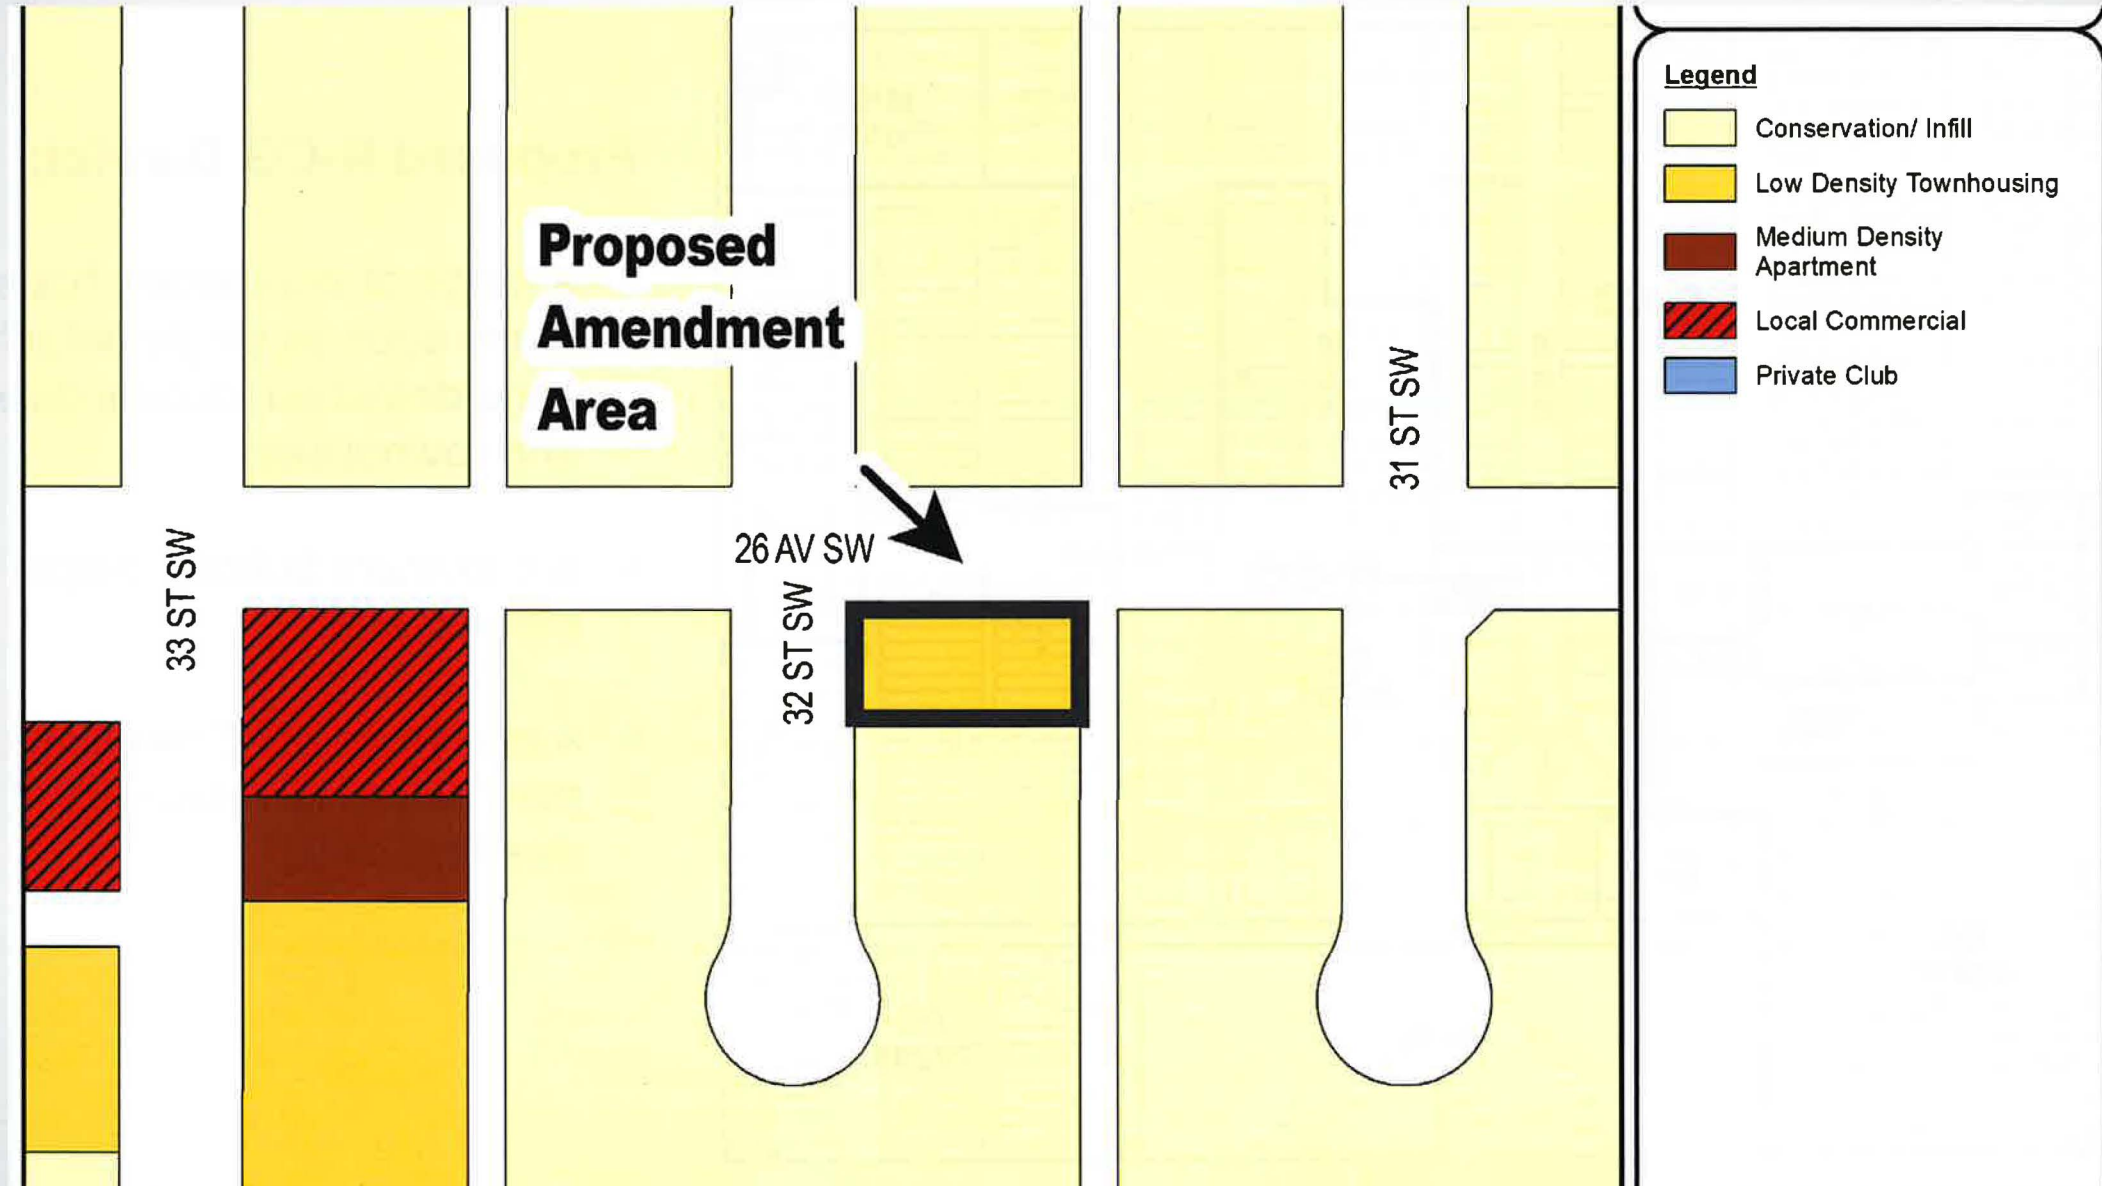 Proposed
Amendment
Area
26 AV SW
33 ST SW
32 ST SW
31 ST SW
Legend
Conservation/ Infill
Low Density Townhousing
Medium Density
Apartment
Local Commercial
Private Club